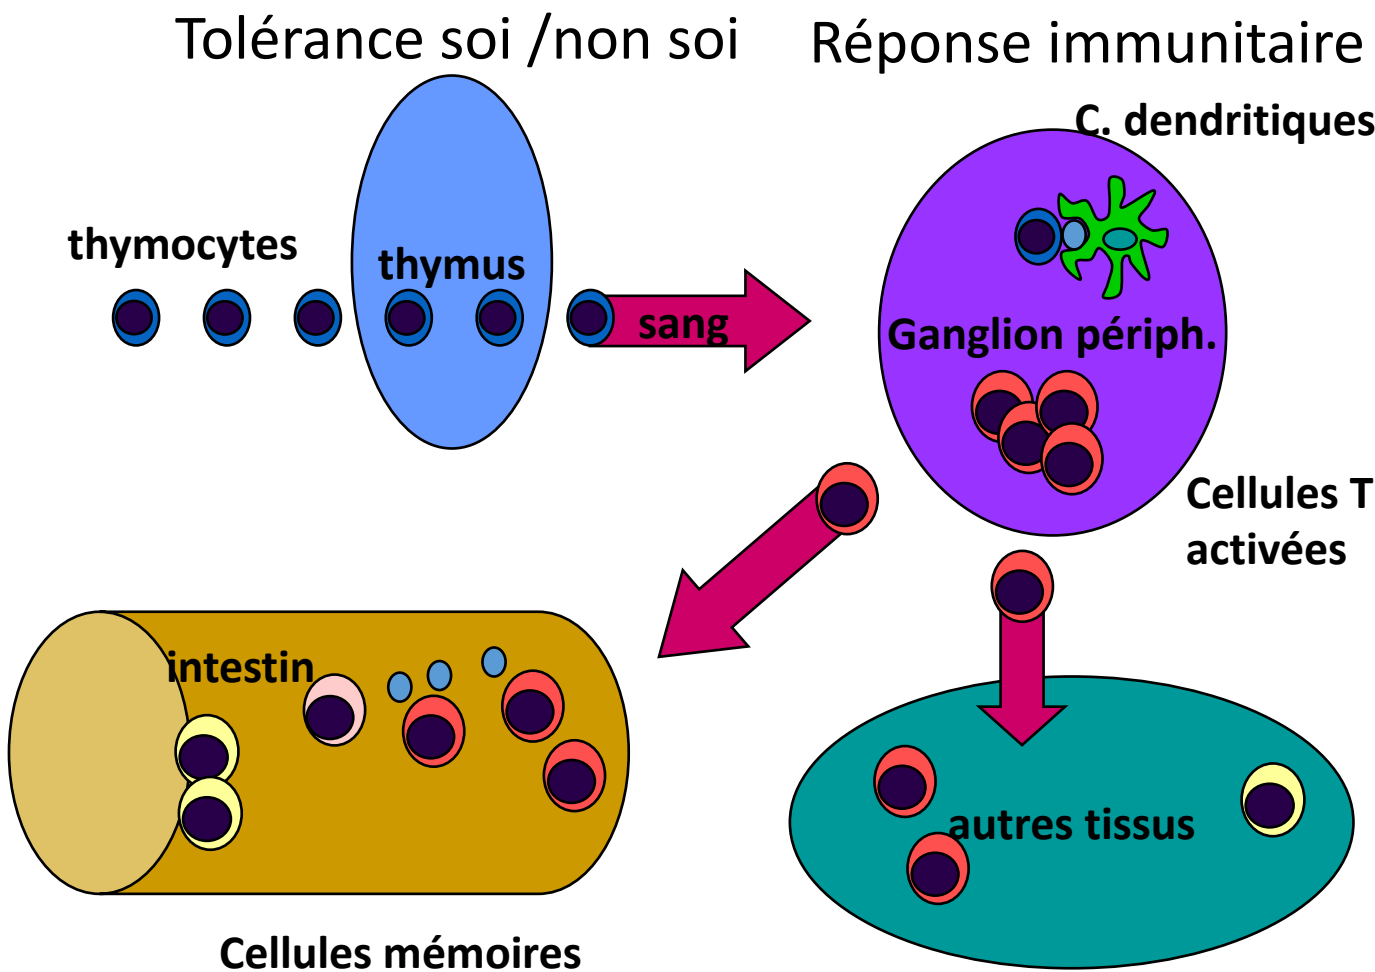 Tolérance soi /non soi
Réponse immunitaire
C. dendritiques
thymocytes
thymus
sang
Ganglion périph.
Cellules T
activées
intestin
autres tissus
Cellules mémoires